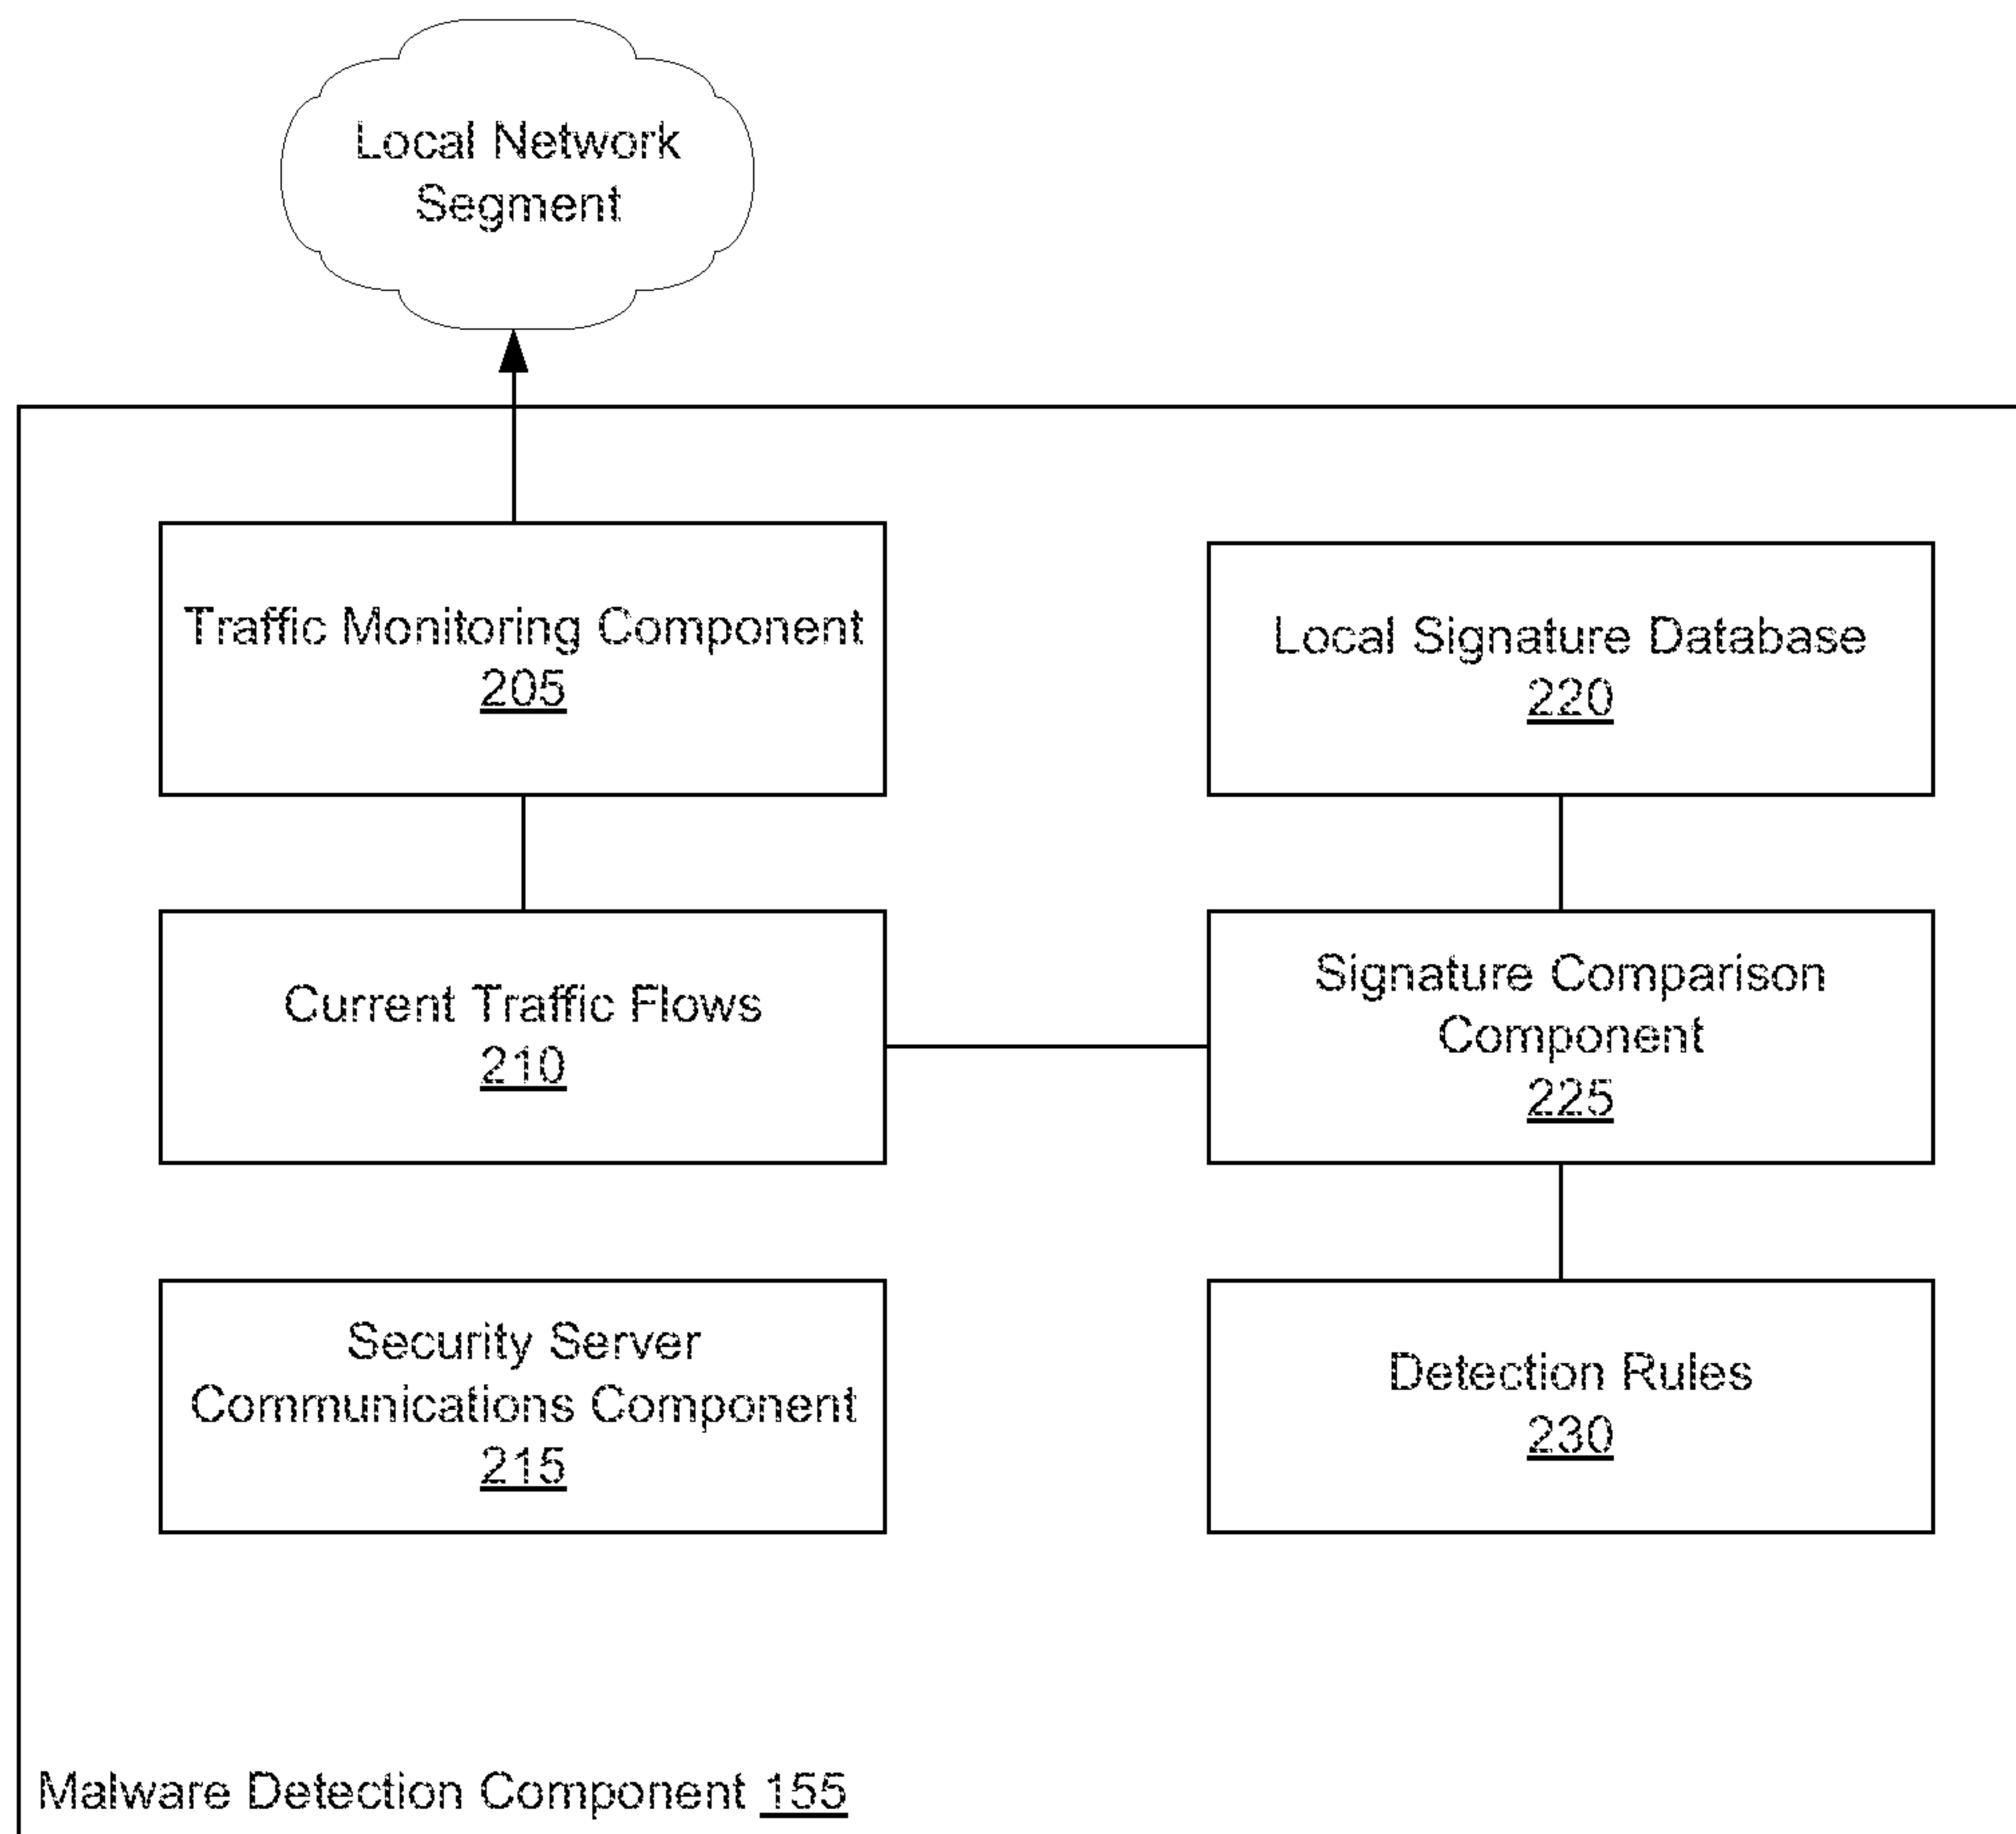 Local Network
Segment
Traffic Monitoring Component
205
Local Signature Database
220
Current Traffic Flows
210
Signature Comparison
Component
225
Security Server
Communications Component
215
Detection Rules
230
Malware Detection Component 155